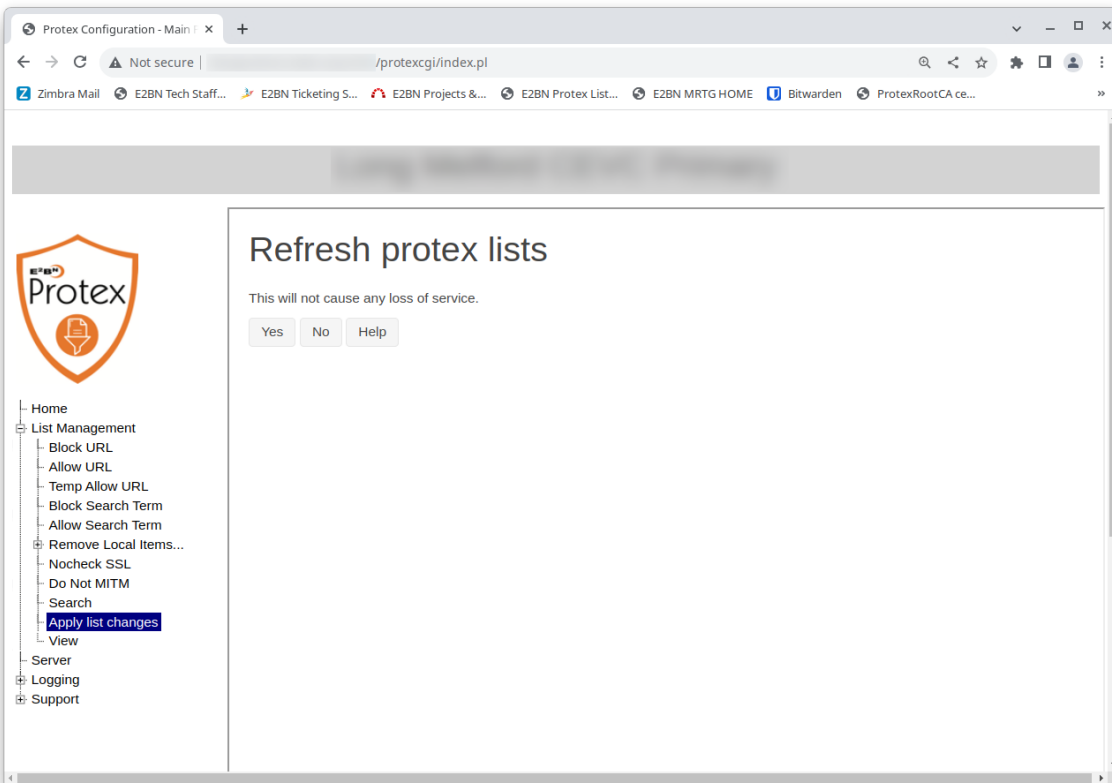 Protex Configuration - Main
Not secure
/protexcgi/index.pl
Zimbra Mail E2BN Tech Staff... E2BN Ticketing S... E2BN Projects &... E2BN Protex List... E2BN MRTG HOME Bitwarden ProtexRootCA ce... »
E²BN
Protex
Refresh protex lists
This will not cause any loss of service.
Yes No Help
Home
List Management
Block URL
Allow URL
Temp Allow URL
Block Search Term
Allow Search Term
Remove Local Items...
Nocheck SSL
Do Not MITM
Search
Apply list changes
View
Server
Logging
Support